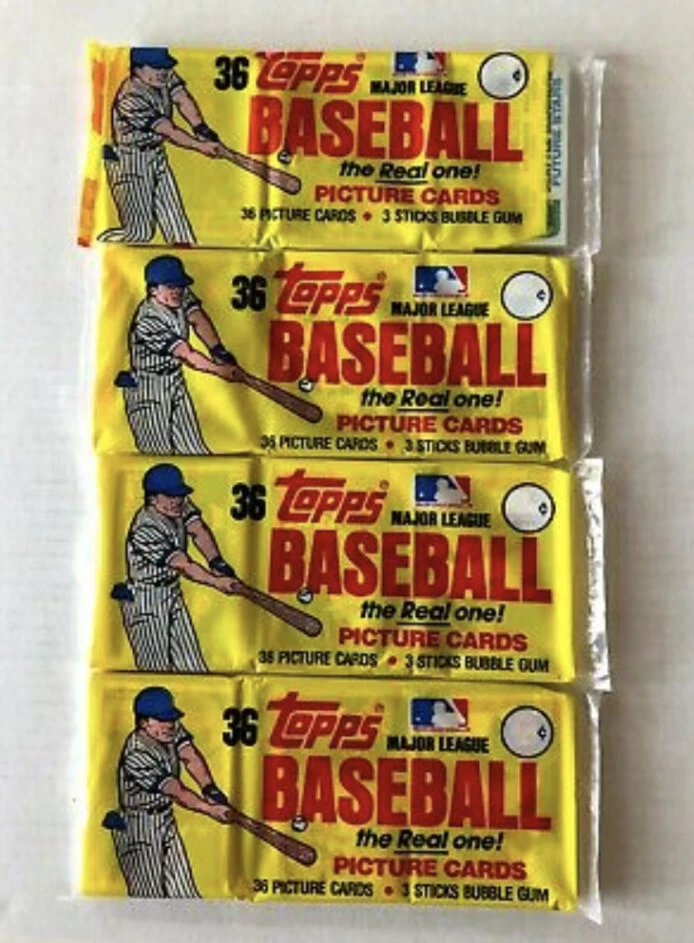 36 Topps®
MAJOR LEAGUE
BASEBALL
the Real one!
PICTURE CARDS
36 PICTURE CARDS • 3 STICKS BUBBLE GUM
FUTURE STARS
36 Topps®
MAJOR LEAGUE
BASEBALL
the Real one!
PICTURE CARDS
36 PICTURE CARDS • 3 STICKS BUBBLE GUM
36 Topps®
MAJOR LEAGUE
BASEBALL
the Real one!
PICTURE CARDS
36 PICTURE CARDS • 3 STICKS BUBBLE GUM
36 Topps®
MAJOR LEAGUE
BASEBALL
the Real one!
PICTURE CARDS
36 PICTURE CARDS • 3 STICKS BUBBLE GUM